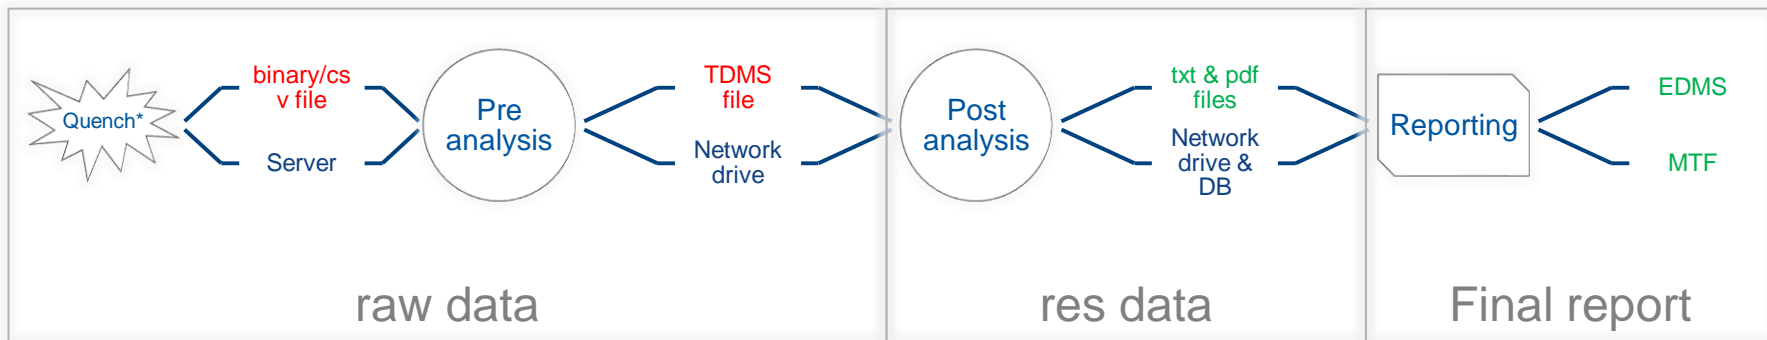 Quench*
binary/cs
v file
Server
Pre
analysis
TDMS
file
Network
drive
raw data
Post
analysis
txt & pdf
files
Network
drive &
DB
res data
Reporting
EDMS
MTF
Final report